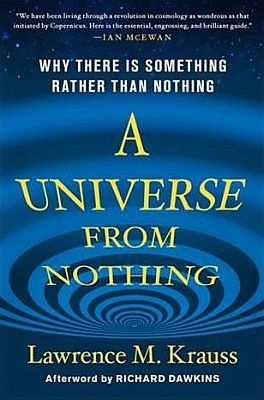 "We have been living through a revolution in cosmology as wondrous as that
initiated by Copernicus. Here is the essential, engrossing, and brilliant guide."
—IAN MCEWAN
WHY THERE IS SOMETHING
RATHER THAN NOTHING
A
UNIVERSE
FROM
NOTHING
Lawrence M. Krauss
Afterword by RICHARD DAWKINS